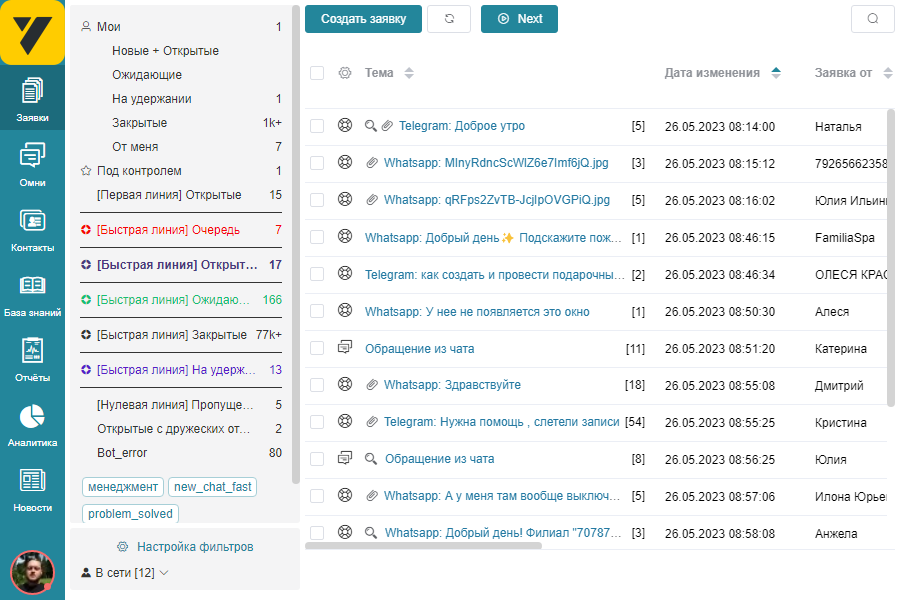 Заявки
Омни
Контакты
База знаний
Отчёты
Аналитика
Новости
Мои 1
Новые + Открытые
Ожидающие
На удержании 1
Закрытые 1k+
От меня 7
Под контролем 1
[Первая линия] Открытые 15
[Быстрая линия] Очередь 7
[Быстрая линия] Открыт... 17
[Быстрая линия] Ожидаю... 166
[Быстрая линия] Закрытые 77k+
[Быстрая линия] На удерж... 13
[Нулевая линия] Пропуще... 5
Открытые с дружеских от... 2
Bot_error 80
менеджмент new_chat_fast
problem_solved
Настройка фильтров
В сети [12]
Создать заявку Next
Тема Дата изменения Заявка от
Telegram: Доброе утро [5] 26.05.2023 08:14:00 Наталья
Whatsapp: MlnyRdncScWlZ6e7Imf6jQ.jpg [3] 26.05.2023 08:15:12 79265662358
Whatsapp: qRFps2ZvTB-JcjIpOVGPiQ.jpg [5] 26.05.2023 08:16:02 Юлия Ильин
Whatsapp: Добрый день✨ Подскажите пож... [1] 26.05.2023 08:46:15 FamiliaSpa
Telegram: как создать и провести подарочны... [2] 26.05.2023 08:46:34 ОЛЕСЯ КРАС
Whatsapp: У нее не появляется это окно [1] 26.05.2023 08:50:30 Алеся
Обращение из чата [11] 26.05.2023 08:51:20 Катерина
Whatsapp: Здравствуйте [18] 26.05.2023 08:55:08 Дмитрий
Telegram: Нужна помощь , слетели записи [54] 26.05.2023 08:55:25 Кристина
Обращение из чата [8] 26.05.2023 08:56:25 Юлия
Whatsapp: А у меня там вообще выключ... [5] 26.05.2023 08:57:06 Илона Юрье
Whatsapp: Добрый день! Филиал "70787... [3] 26.05.2023 08:58:08 Анжела